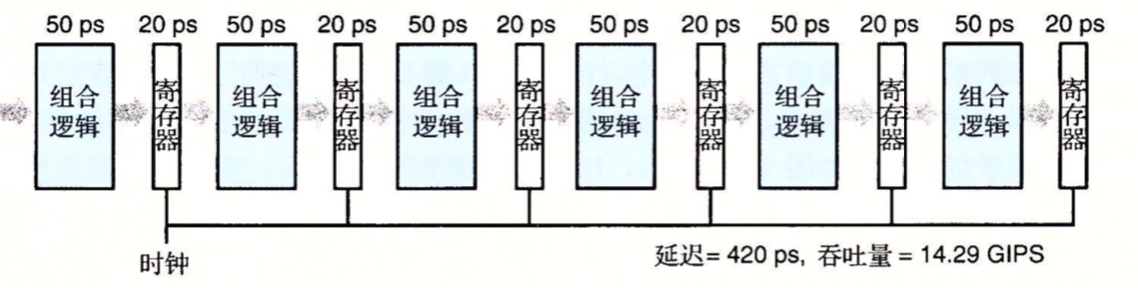 50 ps 20 ps 50 ps 20 ps 50 ps 20 ps 50 ps 20 ps 50 ps 20 ps 50 ps 20 ps
组合逻辑 寄存器 组合逻辑 寄存器 组合逻辑 寄存器 组合逻辑 寄存器 组合逻辑 寄存器 组合逻辑 寄存器
时钟
延迟= 420 ps, 吞吐量 = 14.29 GIPS